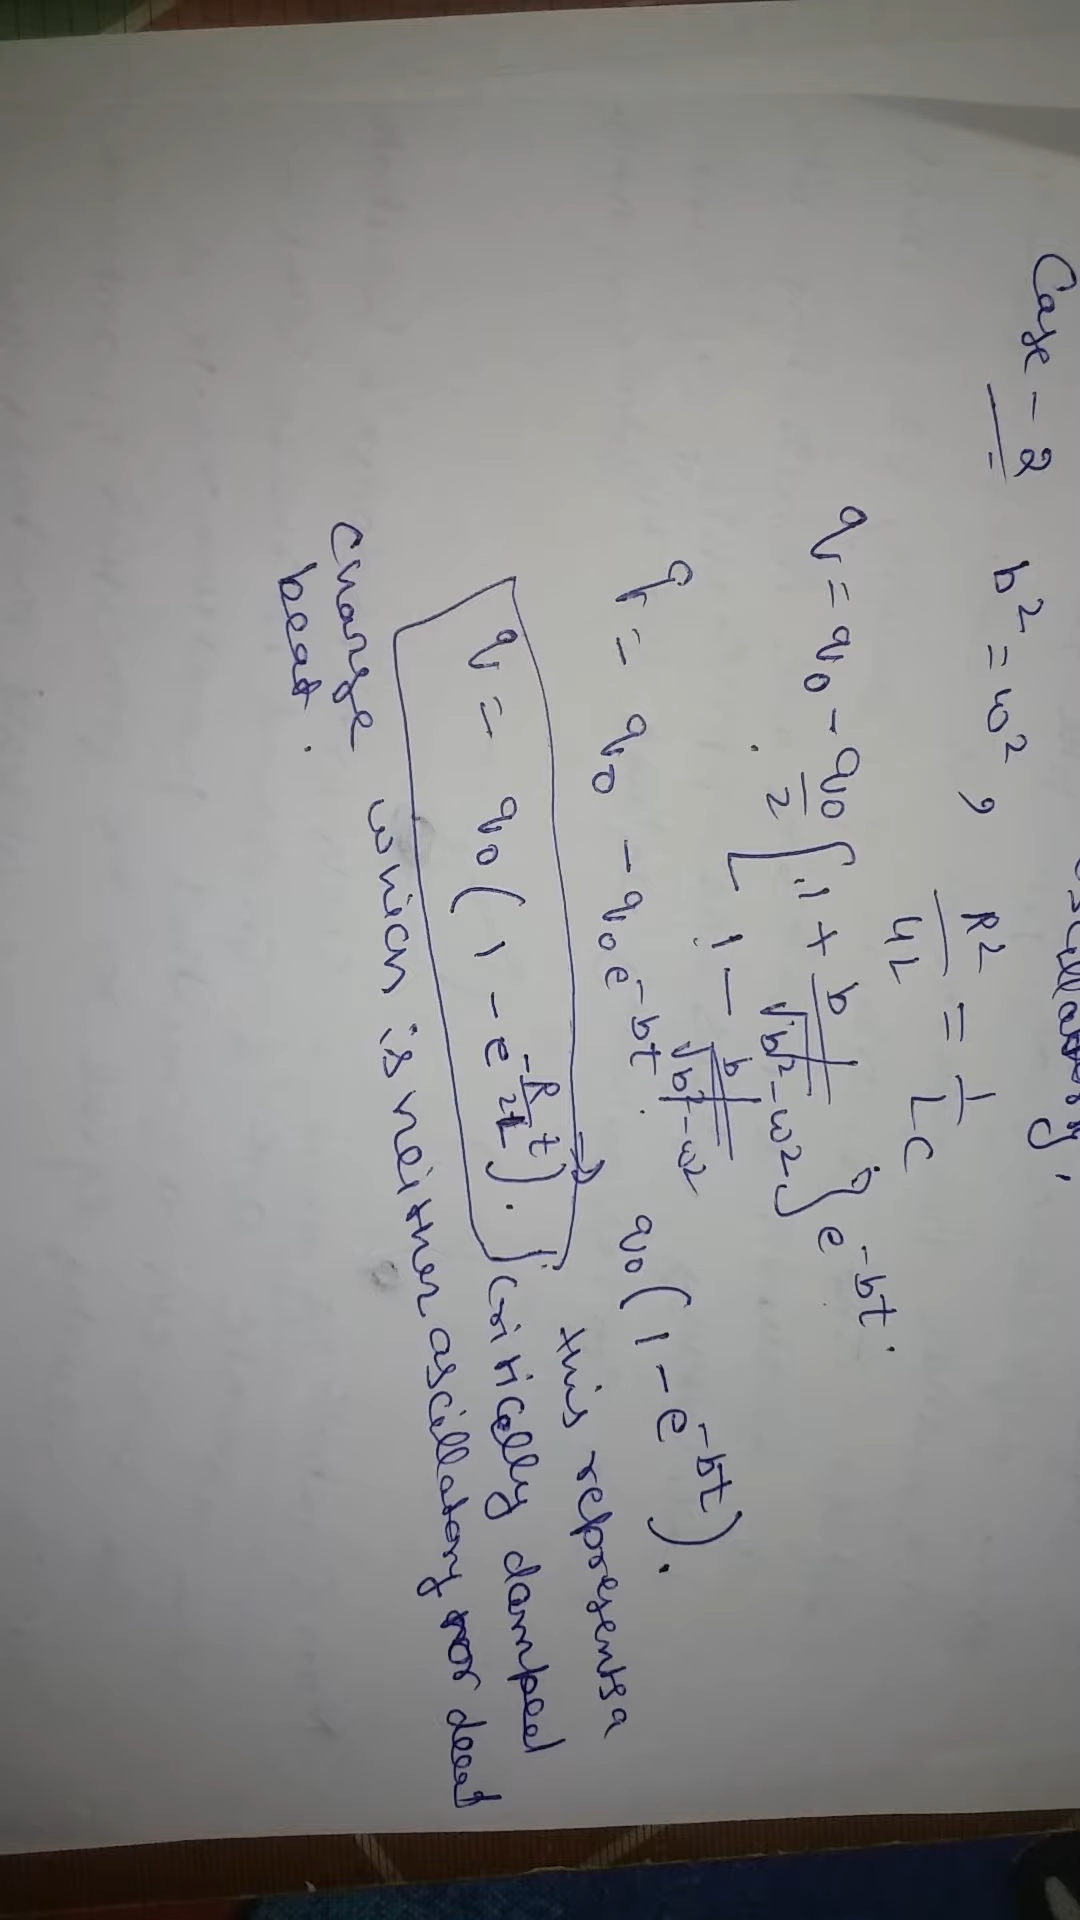 oscillatory.
Case - 2 b² = ω², R²/4L = 1/LC
q = q₀ - q₀/2 [ 1 + b/√b²-ω² } e^-bt.
1 - b/√b²-ω²
q = q₀ - q₀e^-bt. → q₀(1 - e^-bt).
q = q₀(1 - e^-R/2L t). this represents a
critically damped
charge which is neither oscillatory nor dead
beat.